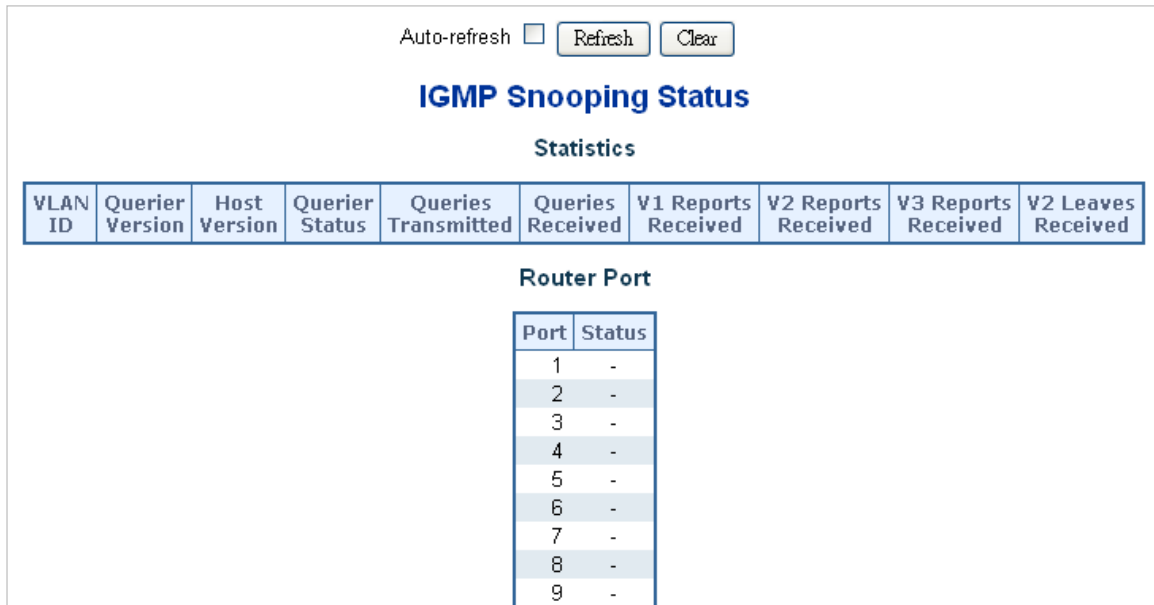 Auto-refresh Refresh Clear
IGMP Snooping Status
Statistics
VLAN ID Querier Version Host Version Querier Status Queries Transmitted Queries Received V1 Reports Received V2 Reports Received V3 Reports Received V2 Leaves Received
Router Port
Port Status
1 -
2 -
3 -
4 -
5 -
6 -
7 -
8 -
9 -